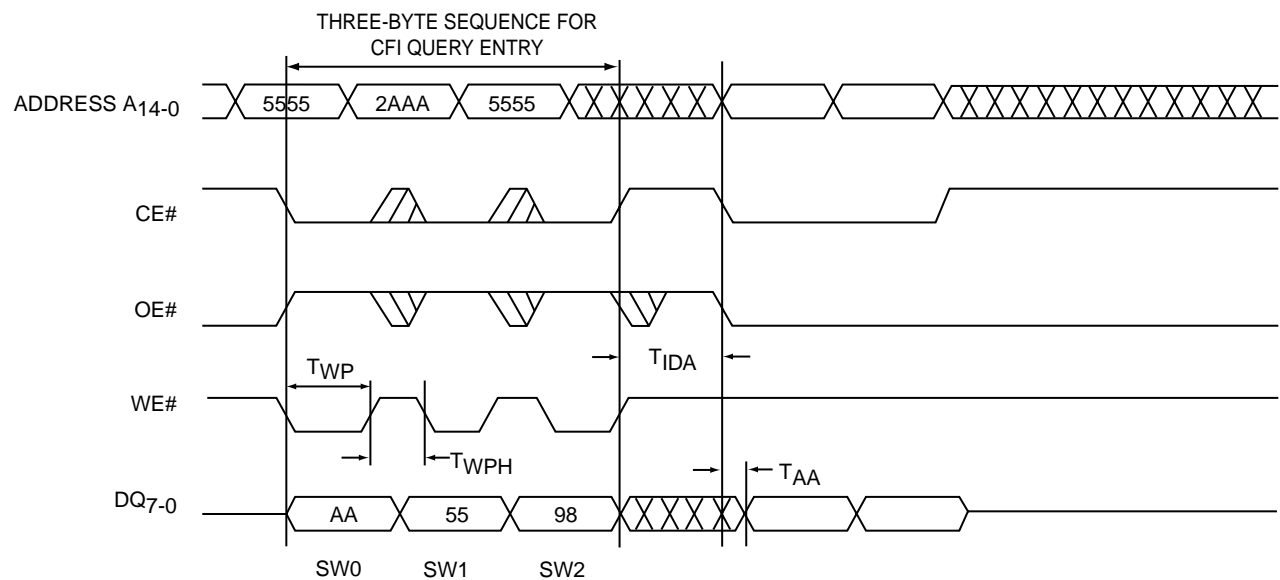 THREE-BYTE SEQUENCE FOR
CFI QUERY ENTRY
ADDRESS A14-0
5555 2AAA 5555
CE#
OE#
TIDA
TWP
WE#
TWPH
TAA
DQ7-0
AA 55 98
SW0 SW1 SW2